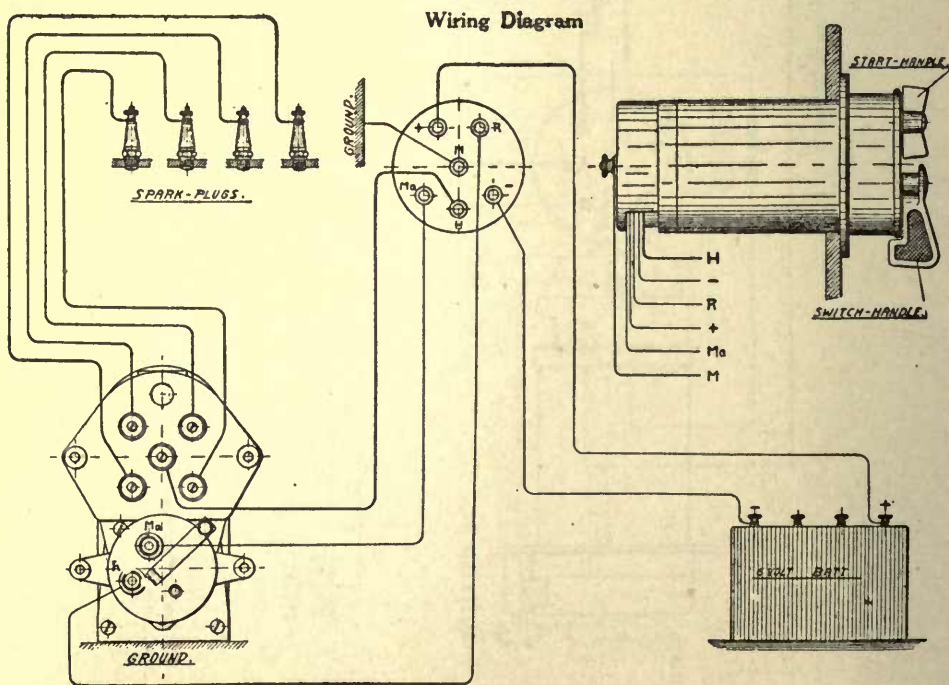 Wiring Diagram
START-HANDLE.
GROUND.
+
R
M
Ma
-
H
SPARK-PLUGS.
H
-
R
+
Ma
M
SWITCH-HANDLE.
-
+
6 VOLT BATT
Ma
R
GROUND.